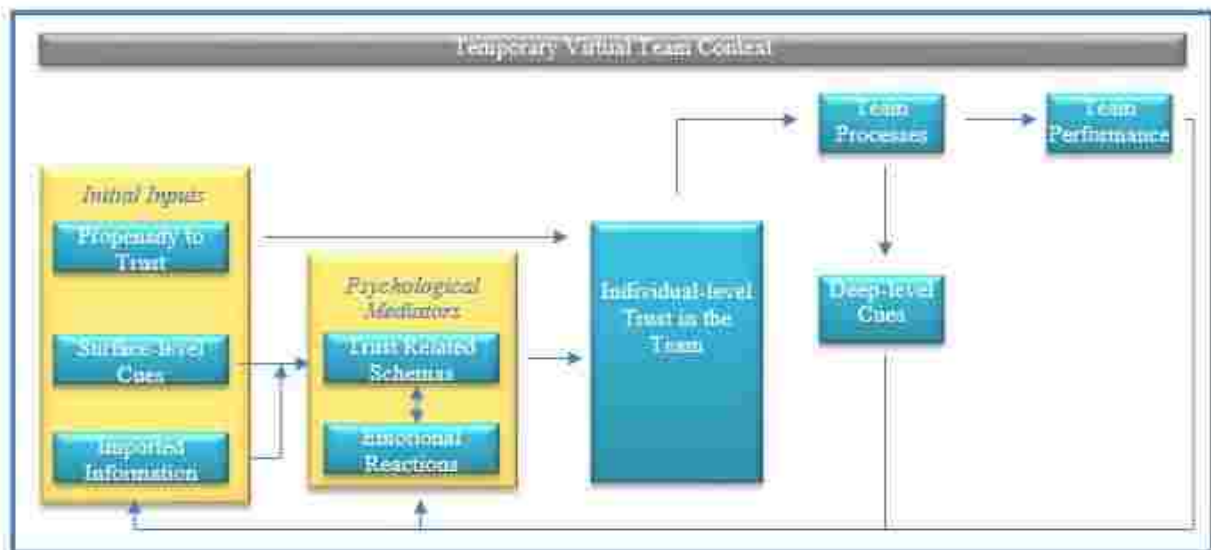 Temporary Virtual Team Context
Team
Processes
Team
Performance
Initial Inputs
Propensity to
Trust
Psychological
Mediators
Individual-level
Trust in the
Team
Deep-level
Cues
Surface-level
Cues
Trust Related
Schemas
Imported
Information
Emotional
Reactions